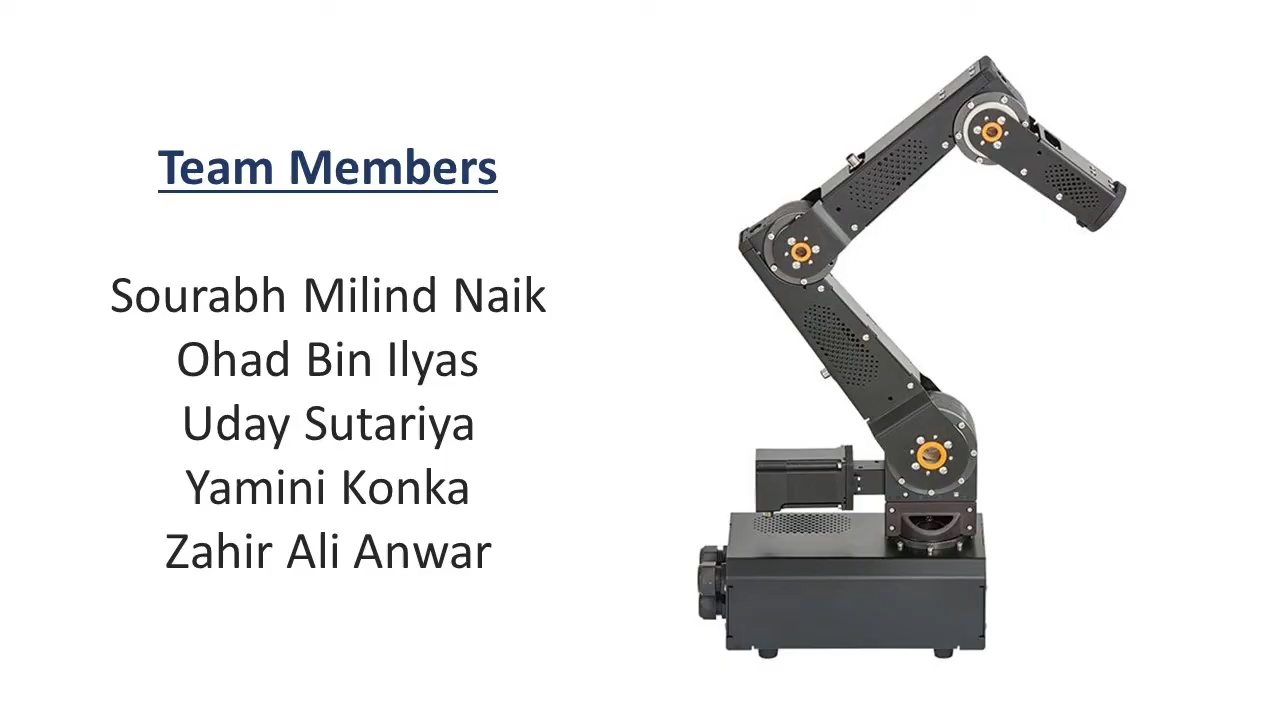 Team Members
Sourabh Milind Naik
Ohad Bin Ilyas
Uday Sutariya
Yamini Konka
Zahir Ali Anwar